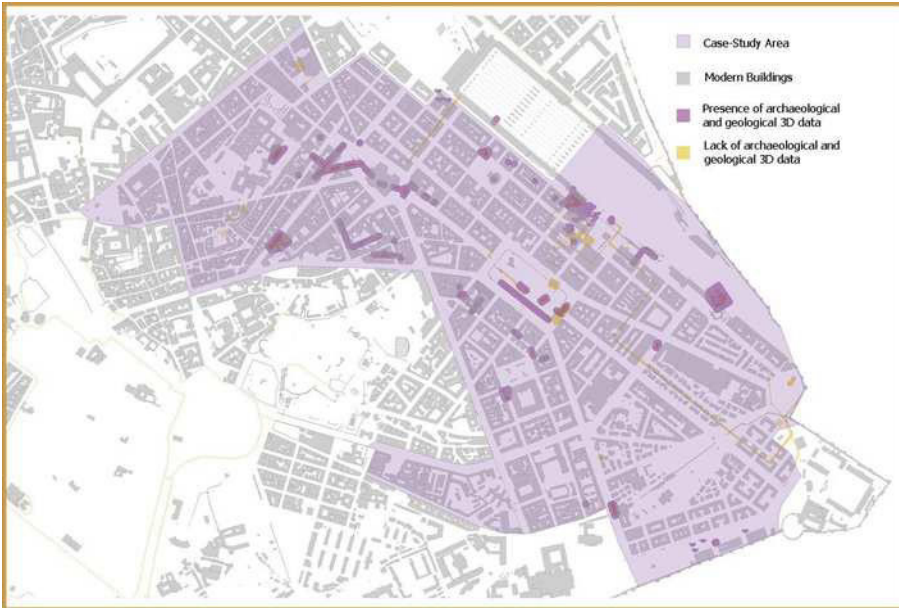 Case-Study Area
Modern Buildings
Presence of archaeological
and geological 3D data
Lack of archaeological and
geological 3D data